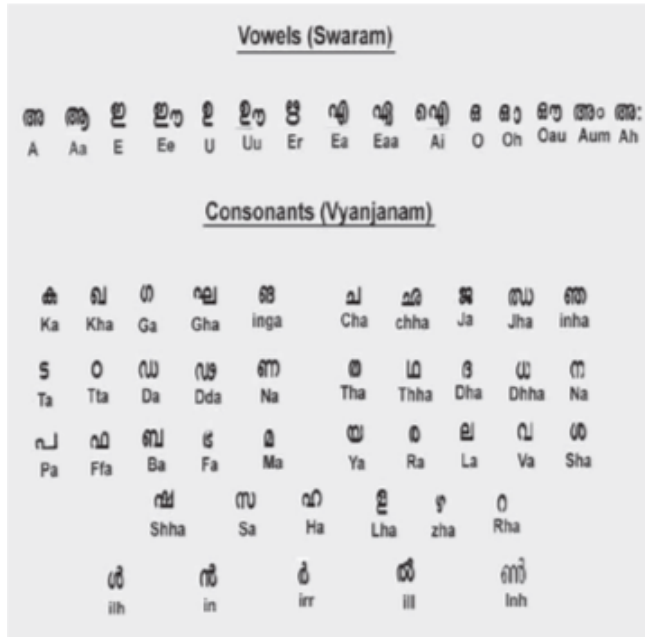 Vowels (Swaram)
അ ആ ഇ ഈ ഉ ഊ ഋ എ ഏ ഐ ഒ ഓ ഔ അം അഃ
A Aa E Ee U Uu Er Ea Eaa Ai O Oh Oau Aum Ah
Consonants (Vyanjanam)
ക ഖ ഗ ഘ ങ ച ഛ ജ ഝ ഞ
Ka Kha Ga Gha inga Cha chha Ja Jha inha
ട ഠ ഡ ഢ ണ ത ഥ ദ ധ ന
Ta Tta Da Dda Na Tha Thha Dha Dhha Na
പ ഫ ബ ഭ മ യ ര ല വ ശ
Pa Ffa Ba Fa Ma Ya Ra La Va Sha
ഷ സ ഹ ള ഴ റ
Shha Sa Ha Lha zha Rha
ൾ ൻ ർ ൽ ൺ
ilh in irr ill Inh